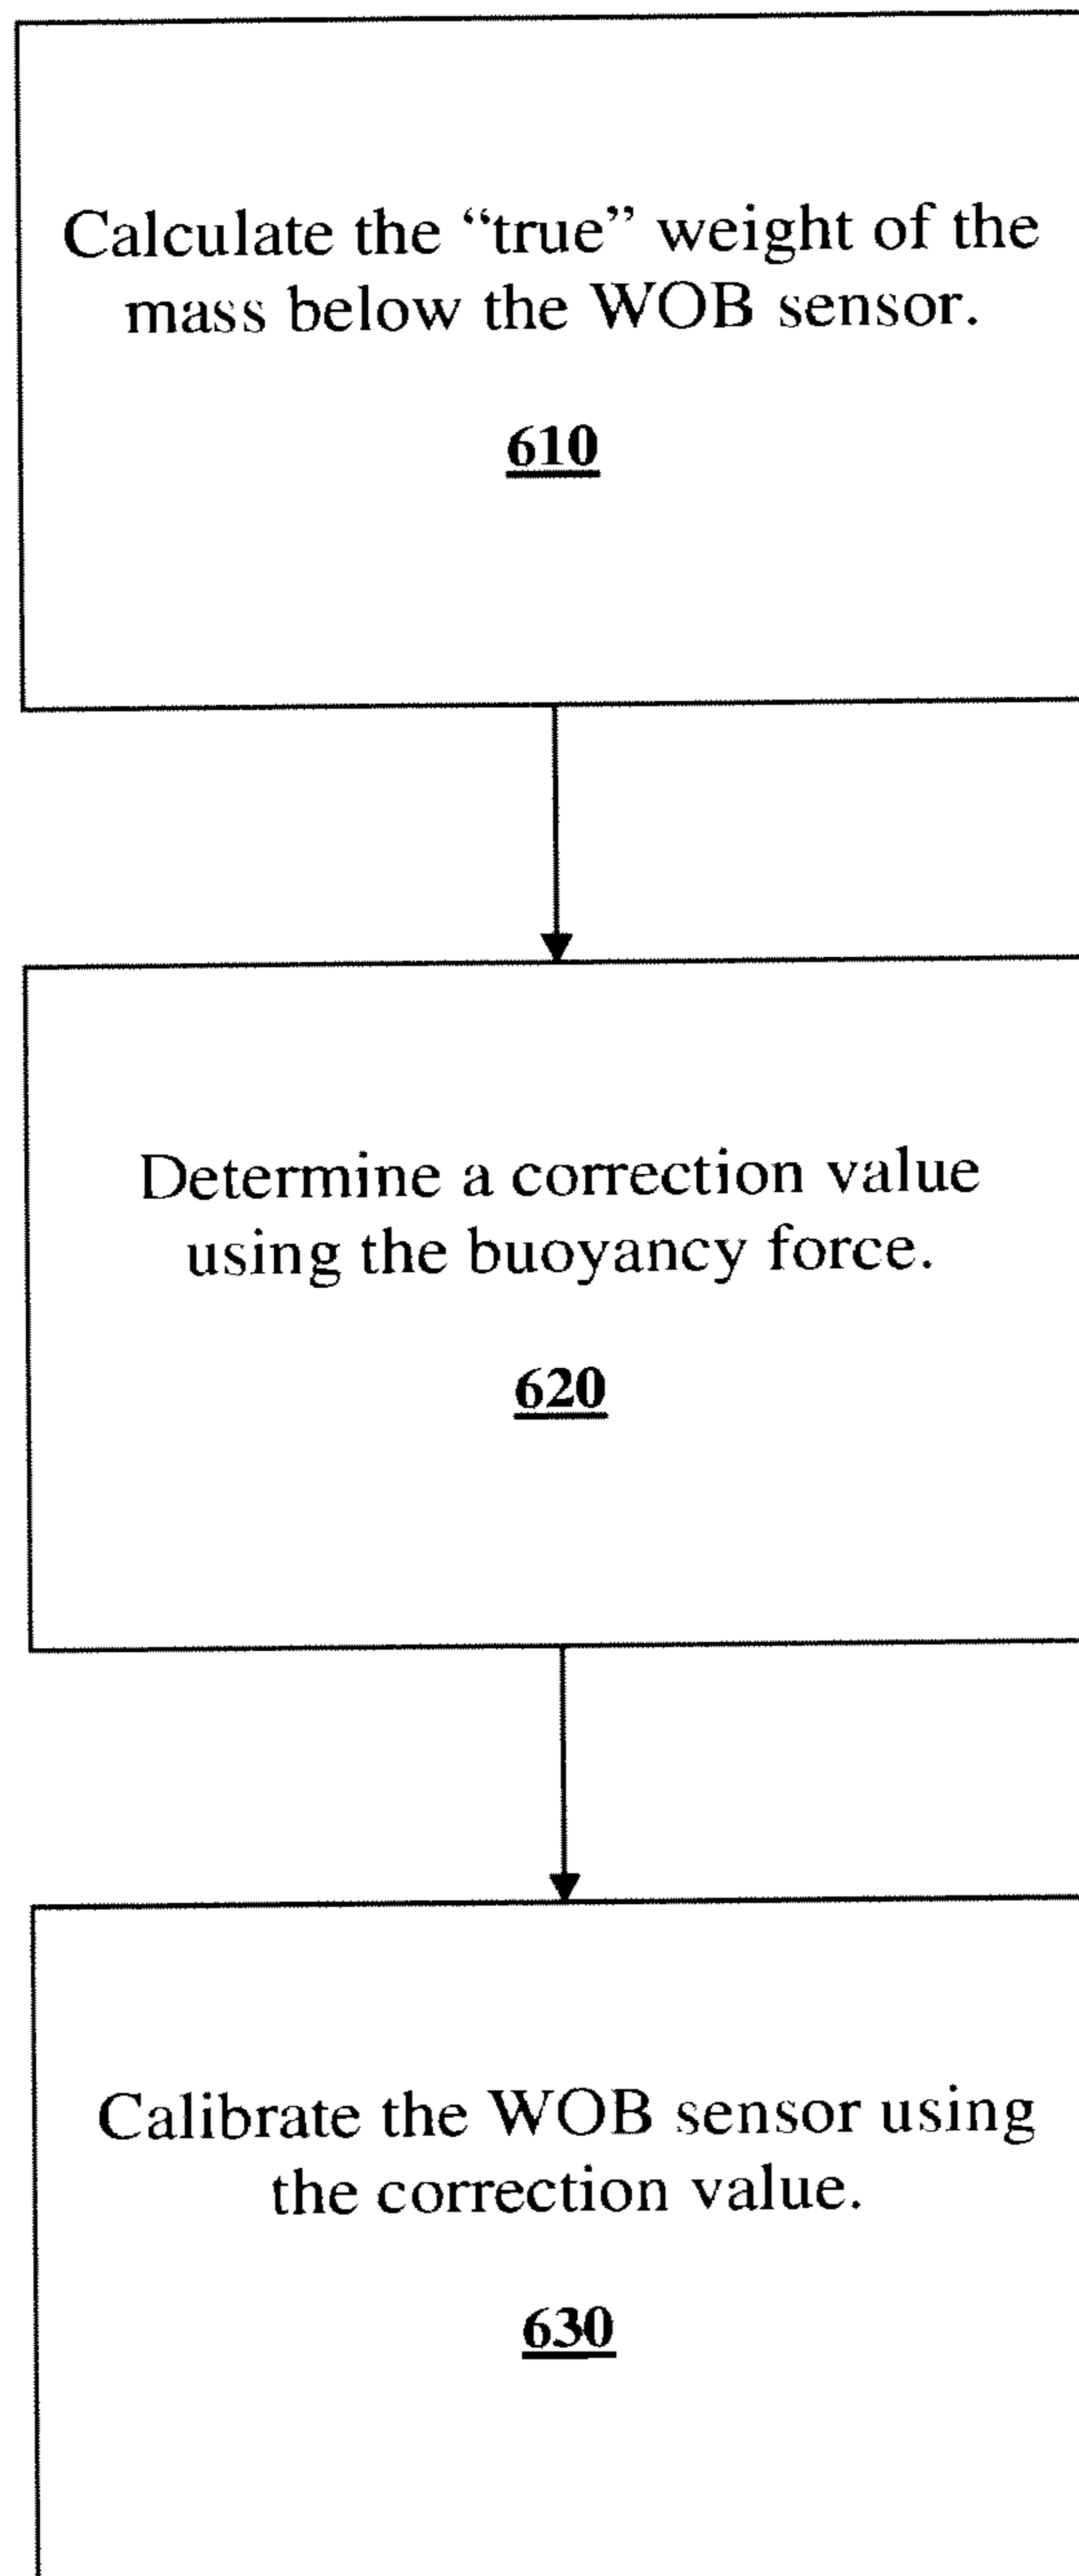 Calculate the “true” weight of the
mass below the WOB sensor.
610
Determine a correction value
using the buoyancy force.
620
Calibrate the WOB sensor using
the correction value.
630